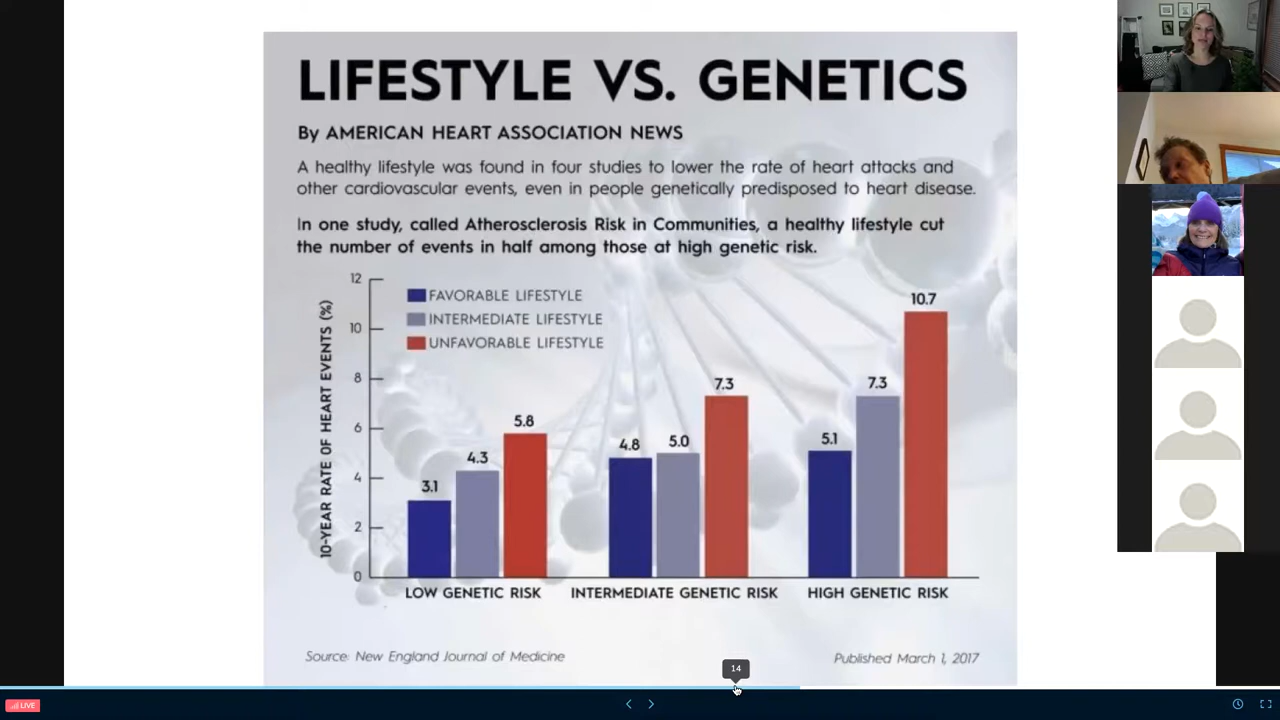 LIFESTYLE VS. GENETICS
By AMERICAN HEART ASSOCIATION NEWS
A healthy lifestyle was found in four studies to lower the rate of heart attacks and
other cardiovascular events, even in people genetically predisposed to heart disease.
In one study, called Atherosclerosis Risk in Communities, a healthy lifestyle cut
the number of events in half among those at high genetic risk.
10-YEAR RATE OF HEART EVENTS (%)
12
10
8
6
4
2
0
FAVORABLE LIFESTYLE
INTERMEDIATE LIFESTYLE
UNFAVORABLE LIFESTYLE
3.1
4.3
5.8
4.8
5.0
7.3
5.1
7.3
10.7
LOW GENETIC RISK
INTERMEDIATE GENETIC RISK
HIGH GENETIC RISK
Source: New England Journal of Medicine
Published March 1, 2017
14
LIVE